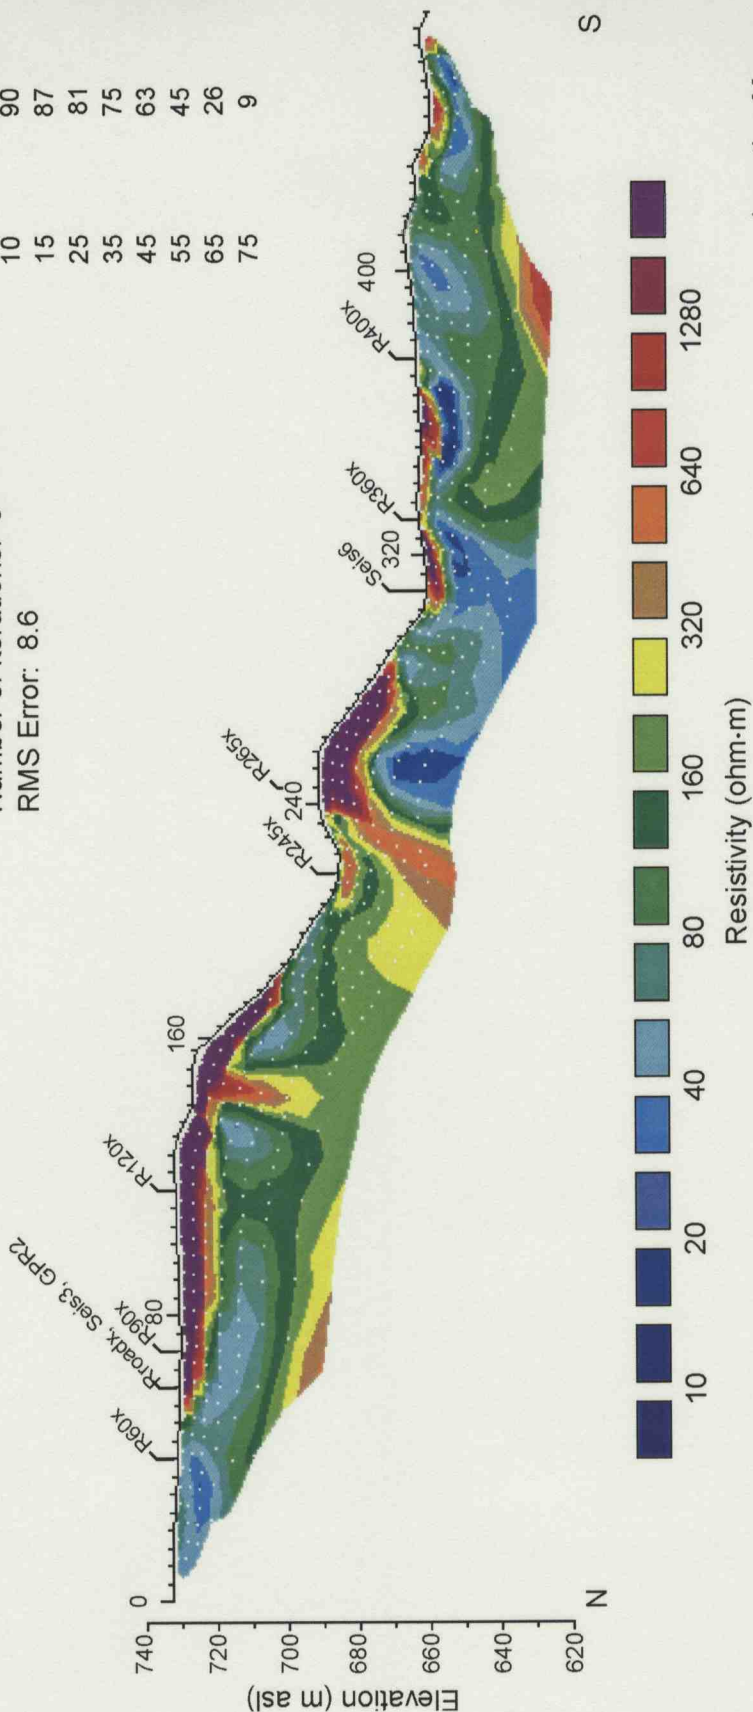 10 90
15 87
25 81
35 75
45 63
55 45
65 26
75 9
RMS Error: 8.6
S
N
Elevation (m asl)
740
720
700
680
660
640
620
0
80
160
240
320
400
R60x
Rroadx, Seis3, GPR2
R90x
R120x
R245x
R265x
Seis6
R360x
R400x
10 20 40 80 160 320 640 1280
Resistivity (ohm·m)